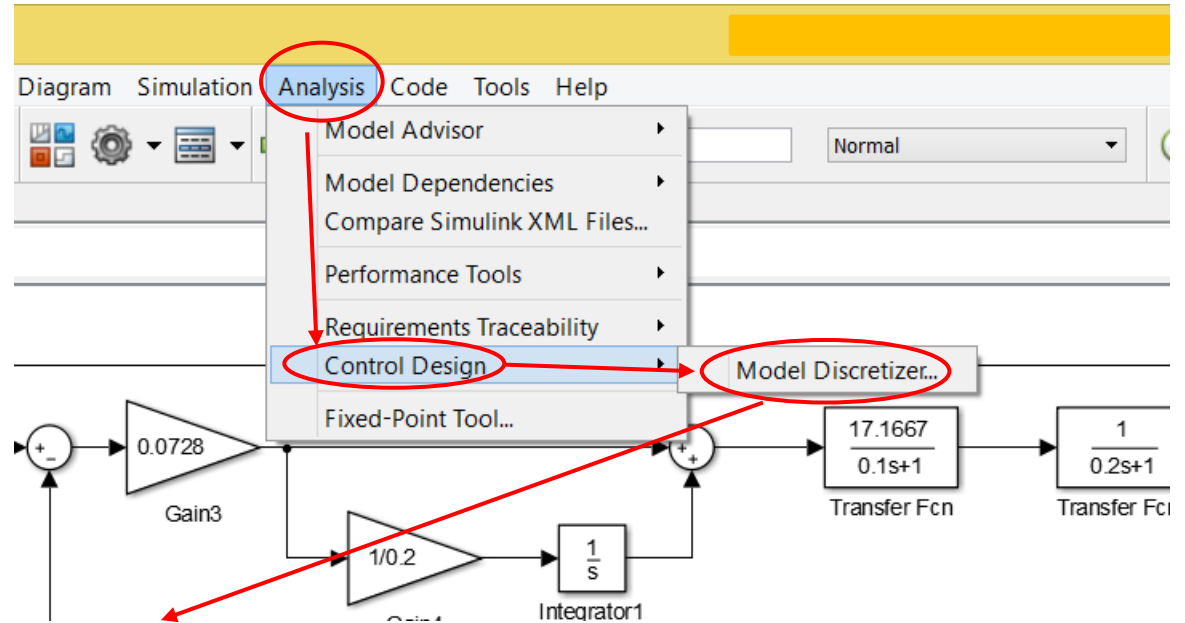 Diagram Simulation Analysis Code Tools Help
Model Advisor
Normal
Model Dependencies
Compare Simulink XML Files...
Performance Tools
Requirements Traceability
Control Design
Model Discretizer...
Fixed-Point Tool...
+
-
0.0728
Gain3
+
+
17.1667
0.1s+1
Transfer Fcn
1
0.2s+1
Transfer Fcn
1/0.2
1
s
Integrator1